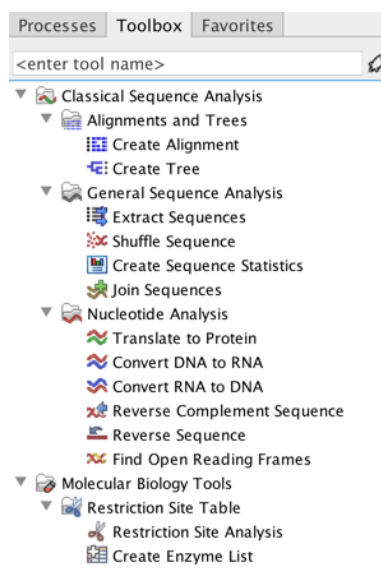 Processes Toolbox Favorites
<enter tool name>
Classical Sequence Analysis
Alignments and Trees
Create Alignment
Create Tree
General Sequence Analysis
Extract Sequences
Shuffle Sequence
Create Sequence Statistics
Join Sequences
Nucleotide Analysis
Translate to Protein
Convert DNA to RNA
Convert RNA to DNA
Reverse Complement Sequence
Reverse Sequence
Find Open Reading Frames
Molecular Biology Tools
Restriction Site Table
Restriction Site Analysis
Create Enzyme List